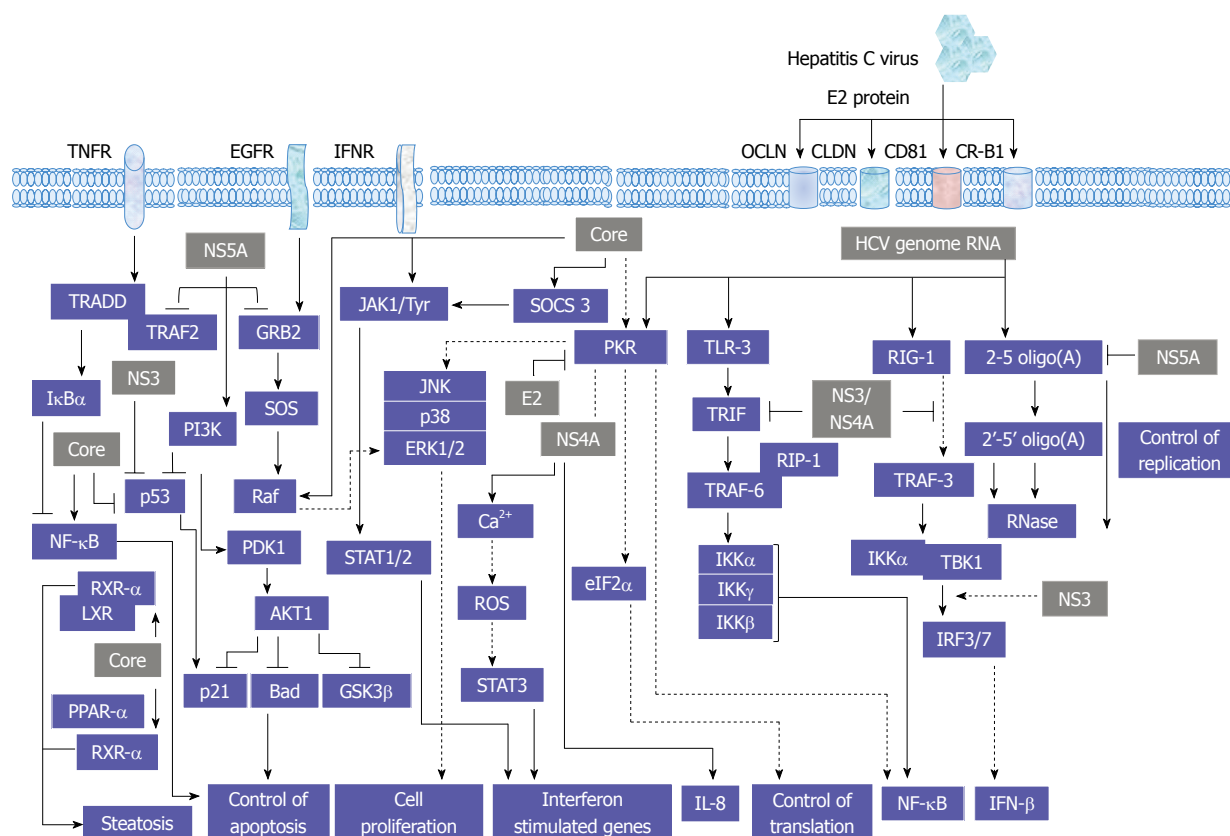 Hepatitis C virus
E2 protein
TNFR
EGFR
IFNR
OCLN
CLDN
CD81
CR-B1
NS5A
Core
HCV genome RNA
TRADD
TRAF2
GRB2
JAK1/Tyr
SOCS 3
PKR
TLR-3
RIG-1
2-5 oligo(A)
NS5A
NS3
IκBα
SOS
PI3K
JNK
p38
ERK1/2
E2
NS4A
TRIF
NS3/
NS4A
2′-5′ oligo(A)
Control of
replication
Core
p53
Raf
RIP-1
TRAF-6
TRAF-3
RNase
Ca2+
NF-κB
PDK1
STAT1/2
eIF2α
IKKα
IKKγ
IKKβ
IKKα
TBK1
NS3
RXR-α
LXR
AKT1
ROS
IRF3/7
Core
p21
Bad
GSK3β
STAT3
PPAR-α
RXR-α
Steatosis
Control of
apoptosis
Cell
proliferation
Interferon
stimulated genes
IL-8
Control of
translation
NF-κB
IFN-β